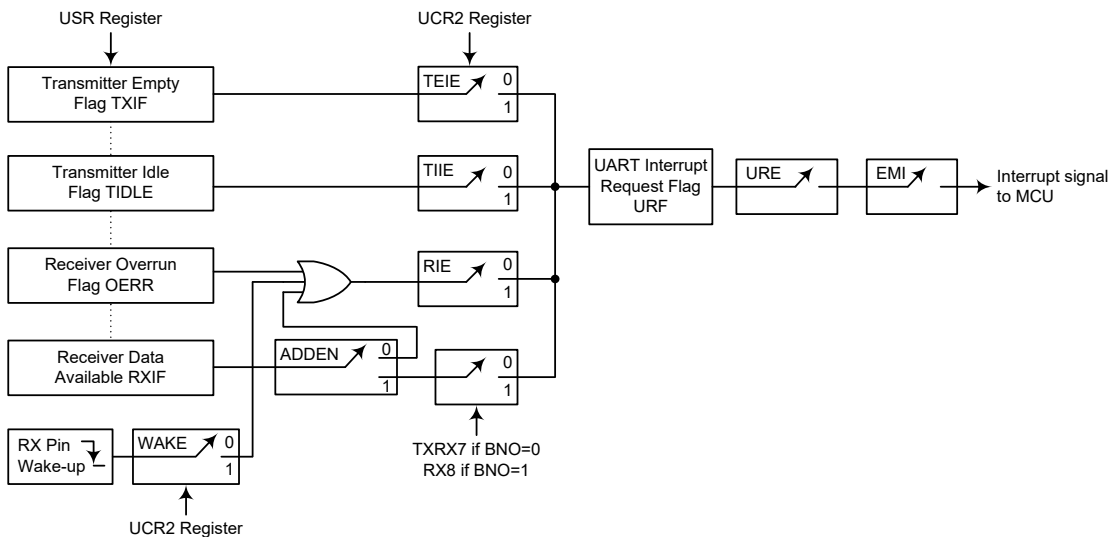 USR Register
UCR2 Register
Transmitter Empty
Flag TXIF
TEIE
0
1
Transmitter Idle
Flag TIDLE
TIIE
0
1
UART Interrupt
Request Flag
URF
URE
EMI
Interrupt signal
to MCU
Receiver Overrun
Flag OERR
RIE
0
1
Receiver Data
Available RXIF
ADDEN
0
1
0
1
TXRX7 if BNO=0
RX8 if BNO=1
RX Pin
Wake-up
WAKE
0
1
UCR2 Register